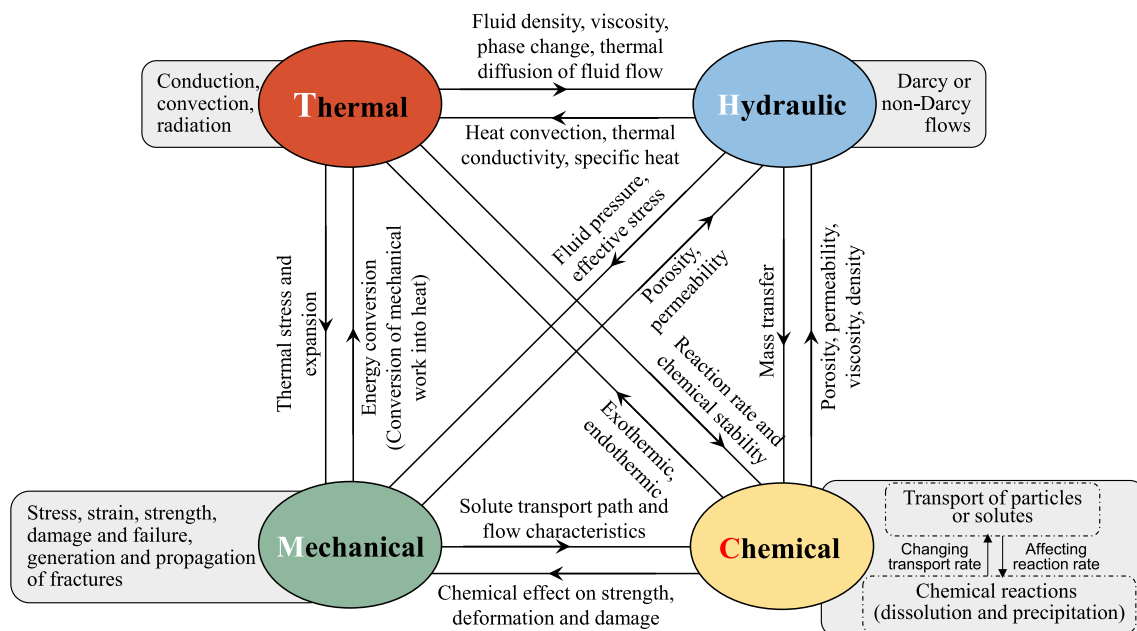 Fluid density, viscosity,
phase change, thermal
diffusion of fluid flow
Conduction,
convection,
radiation
Thermal
Hydraulic
Darcy or
non-Darcy
flows
Heat convection, thermal
conductivity, specific heat
Thermal stress and
expansion
Energy conversion
(Conversion of mechanical
work into heat)
Fluid pressure,
effective stress
Porosity,
permeability
Mass transfer
Porosity, permeability,
viscosity, density
Reaction rate and
chemical stability
Exothermic,
endothermic
Stress, strain, strength,
damage and failure,
generation and propagation
of fractures
Mechanical
Solute transport path and
flow characteristics
Chemical
Chemical effect on strength,
deformation and damage
Transport of particles
or solutes
Changing
transport rate
Affecting
reaction rate
Chemical reactions
(dissolution and precipitation)